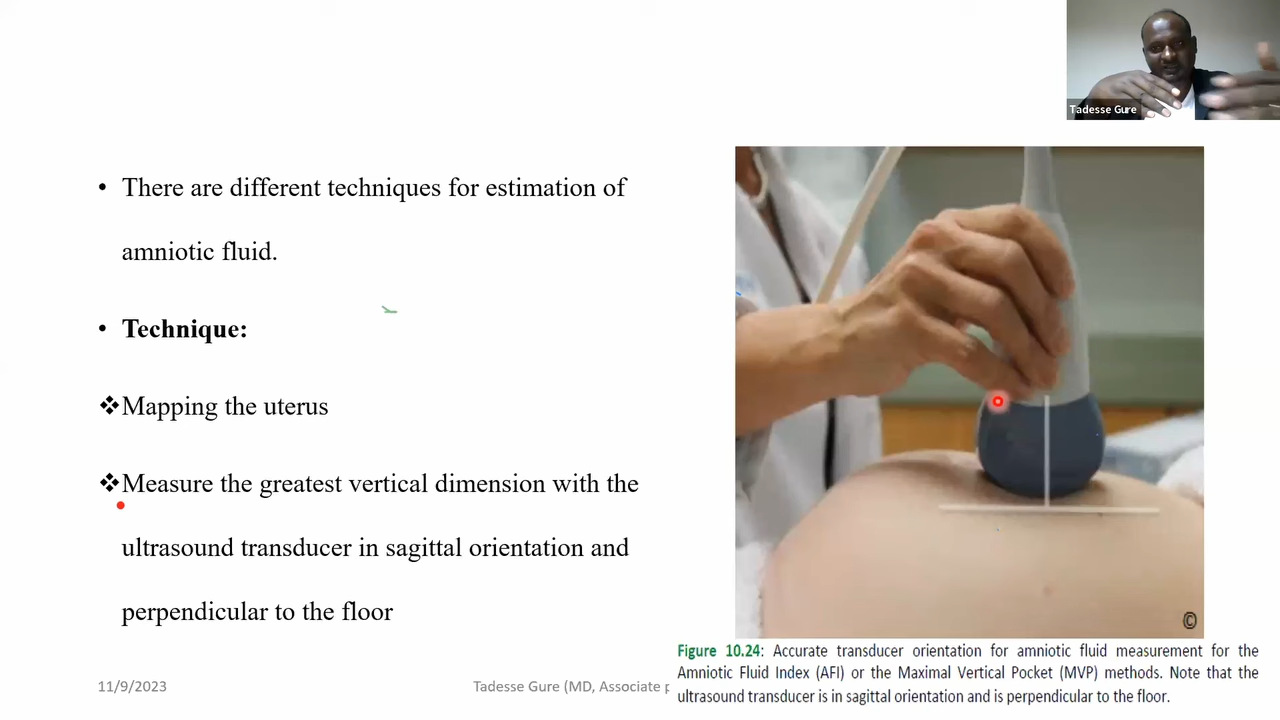 Tadesse Gure
• There are different techniques for estimation of
amniotic fluid.
• Technique:
❖Mapping the uterus
❖Measure the greatest vertical dimension with the
ultrasound transducer in sagittal orientation and
perpendicular to the floor
©
Figure 10.24: Accurate transducer orientation for amniotic fluid measurement for the
Amniotic Fluid Index (AFI) or the Maximal Vertical Pocket (MVP) methods. Note that the
ultrasound transducer is in sagittal orientation and is perpendicular to the floor.
11/9/2023
Tadesse Gure (MD, Associate